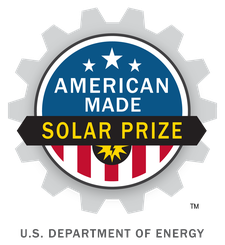 AMERICAN
MADE
SOLAR PRIZE
TM
U.S. DEPARTMENT OF ENERGY